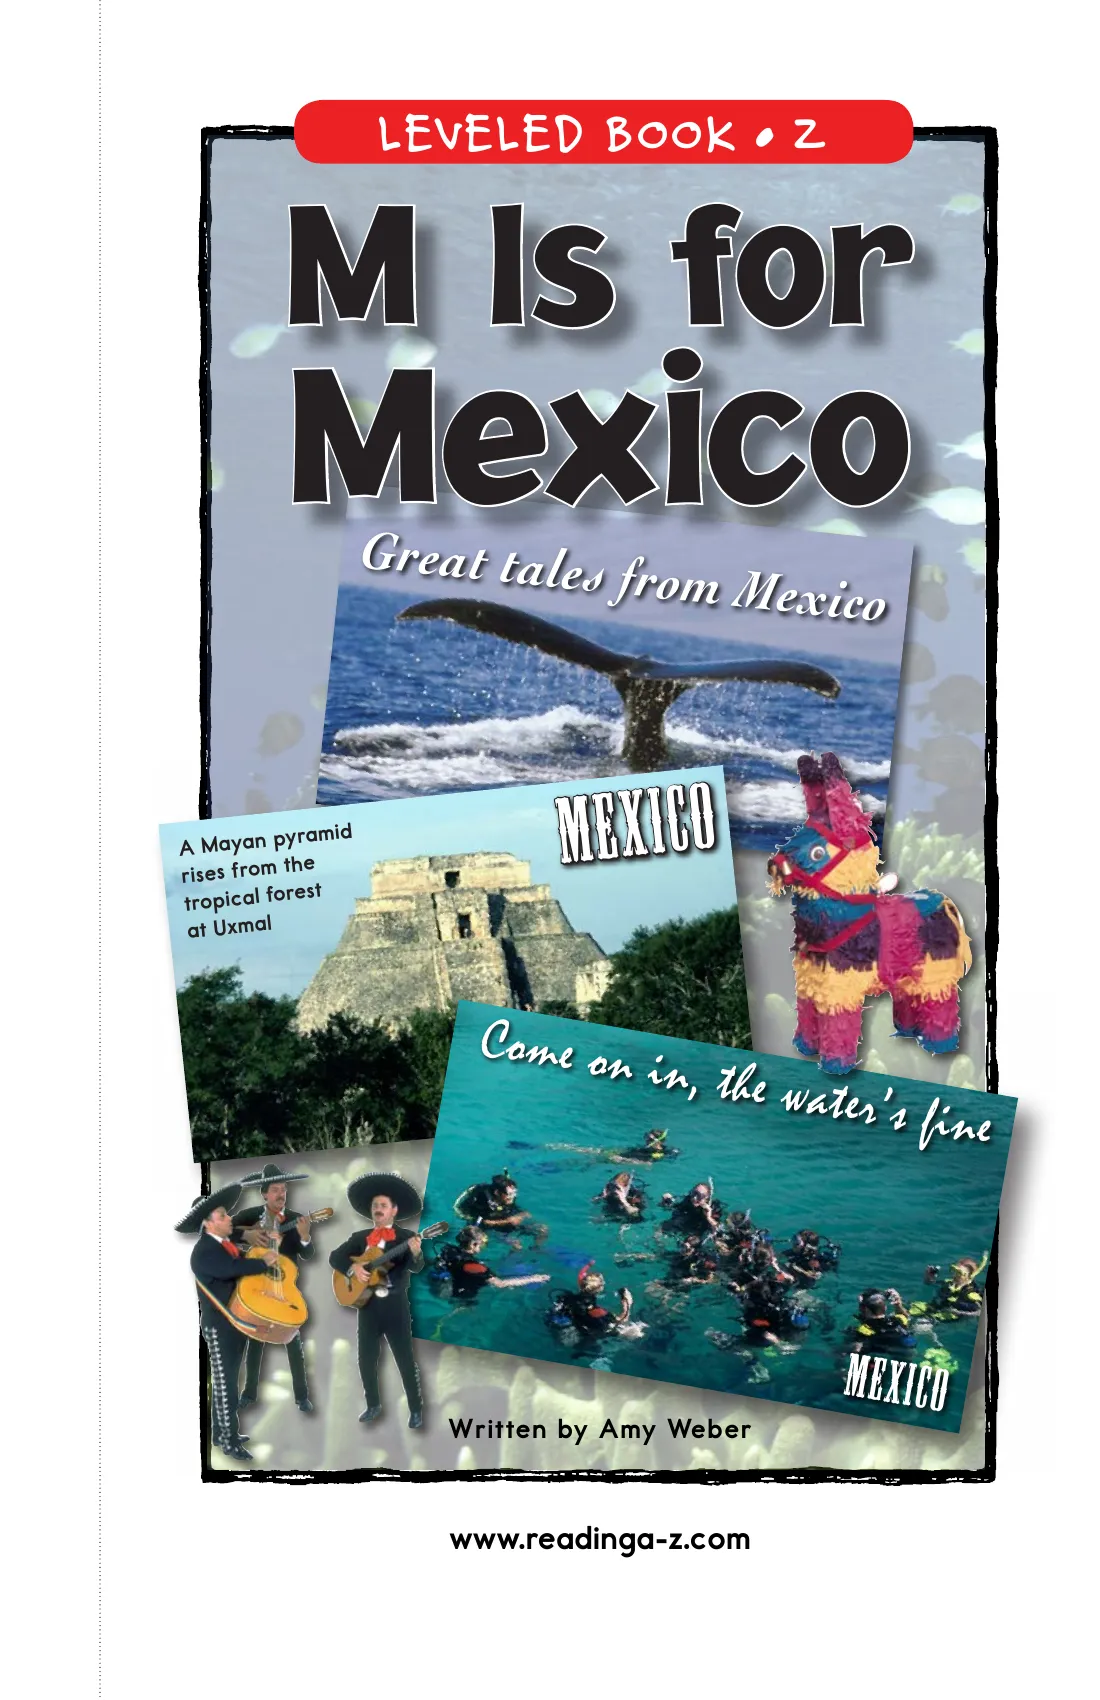 LEVELED BOOK • Z
M Is for
Mexico
Great tales from Mexico
MEXICO
A Mayan pyramid
rises from the
tropical forest
at Uxmal
Come on in, the water's fine
MEXICO
Written by Amy Weber
www.readinga-z.com